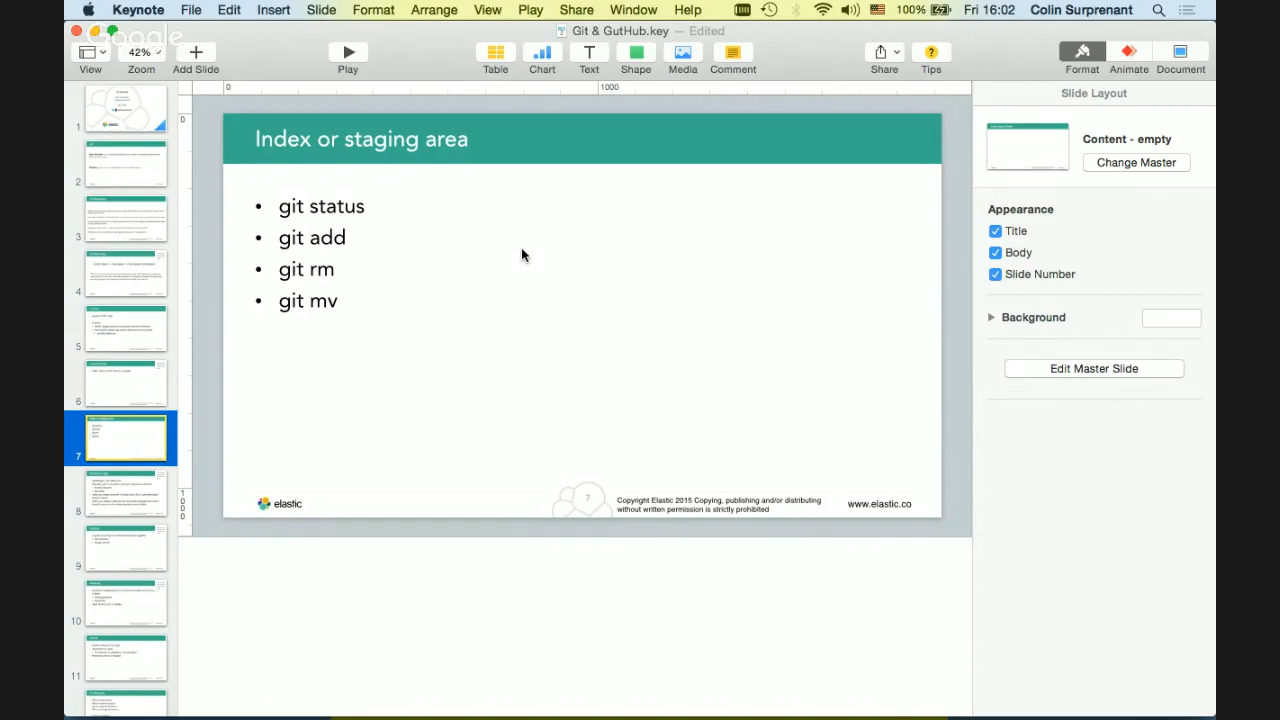 Keynote File Edit Insert Slide Format Arrange View Play Share Window Help 100% Fri 16:02 Colin Surprenant
Google
Git & GutHub.key — Edited
42%
View Zoom Add Slide Play Table Chart Text Shape Media Comment Share Tips Format Animate Document
0 1000
Slide Layout
Content - empty
Change Master
Appearance
Title
Body
Slide Number
Background
Edit Master Slide
1
2
3
4
5
6
7
8
9
10
11
0
Index or staging area
• git status
• git add
• git rm
• git mv
1000
elastic
7
Copyright Elastic 2015 Copying, publishing and/or distributing
without written permission is strictly prohibited
www.elastic.co